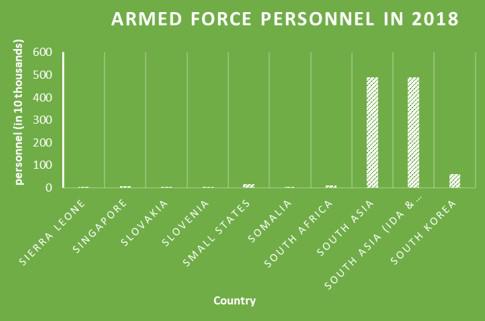 ARMED FORCE PERSONNEL IN 2018
personnel (in 10 thousands)
600
500
400
300
200
100
0
SIERRA LEONE
SINGAPORE
SLOVAKIA
SLOVENIA
SMALL STATES
SOMALIA
SOUTH AFRICA
SOUTH ASIA
SOUTH ASIA (IDA & …
SOUTH KOREA
Country